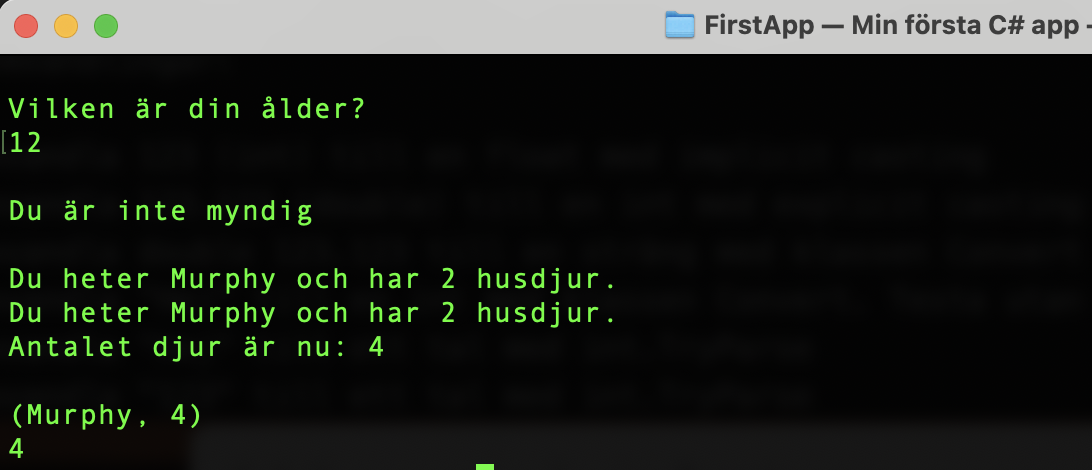 FirstApp — Min första C# app -
Vilken är din ålder?
12
Du är inte myndig
Du heter Murphy och har 2 husdjur.
Du heter Murphy och har 2 husdjur.
Antalet djur är nu: 4
(Murphy, 4)
4